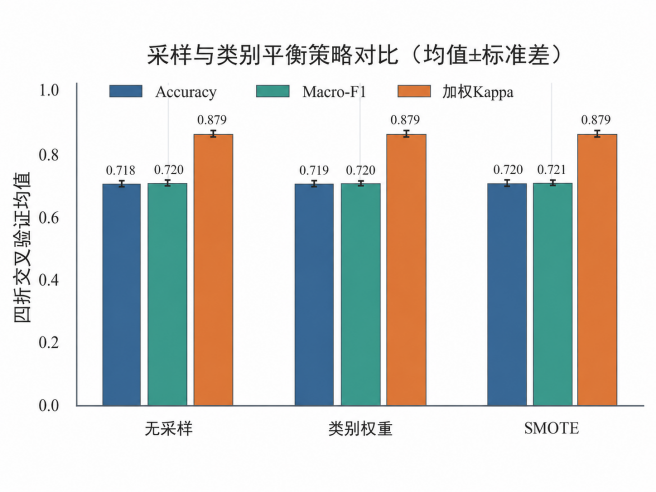 采样与类别平衡策略对比（均值±标准差）
Accuracy Macro-F1 加权Kappa
四折交叉验证均值
1.0
0.8
0.6
0.4
0.2
0.0
0.718 0.720 0.879
0.719 0.720 0.879
0.720 0.721 0.879
无采样 类别权重 SMOTE